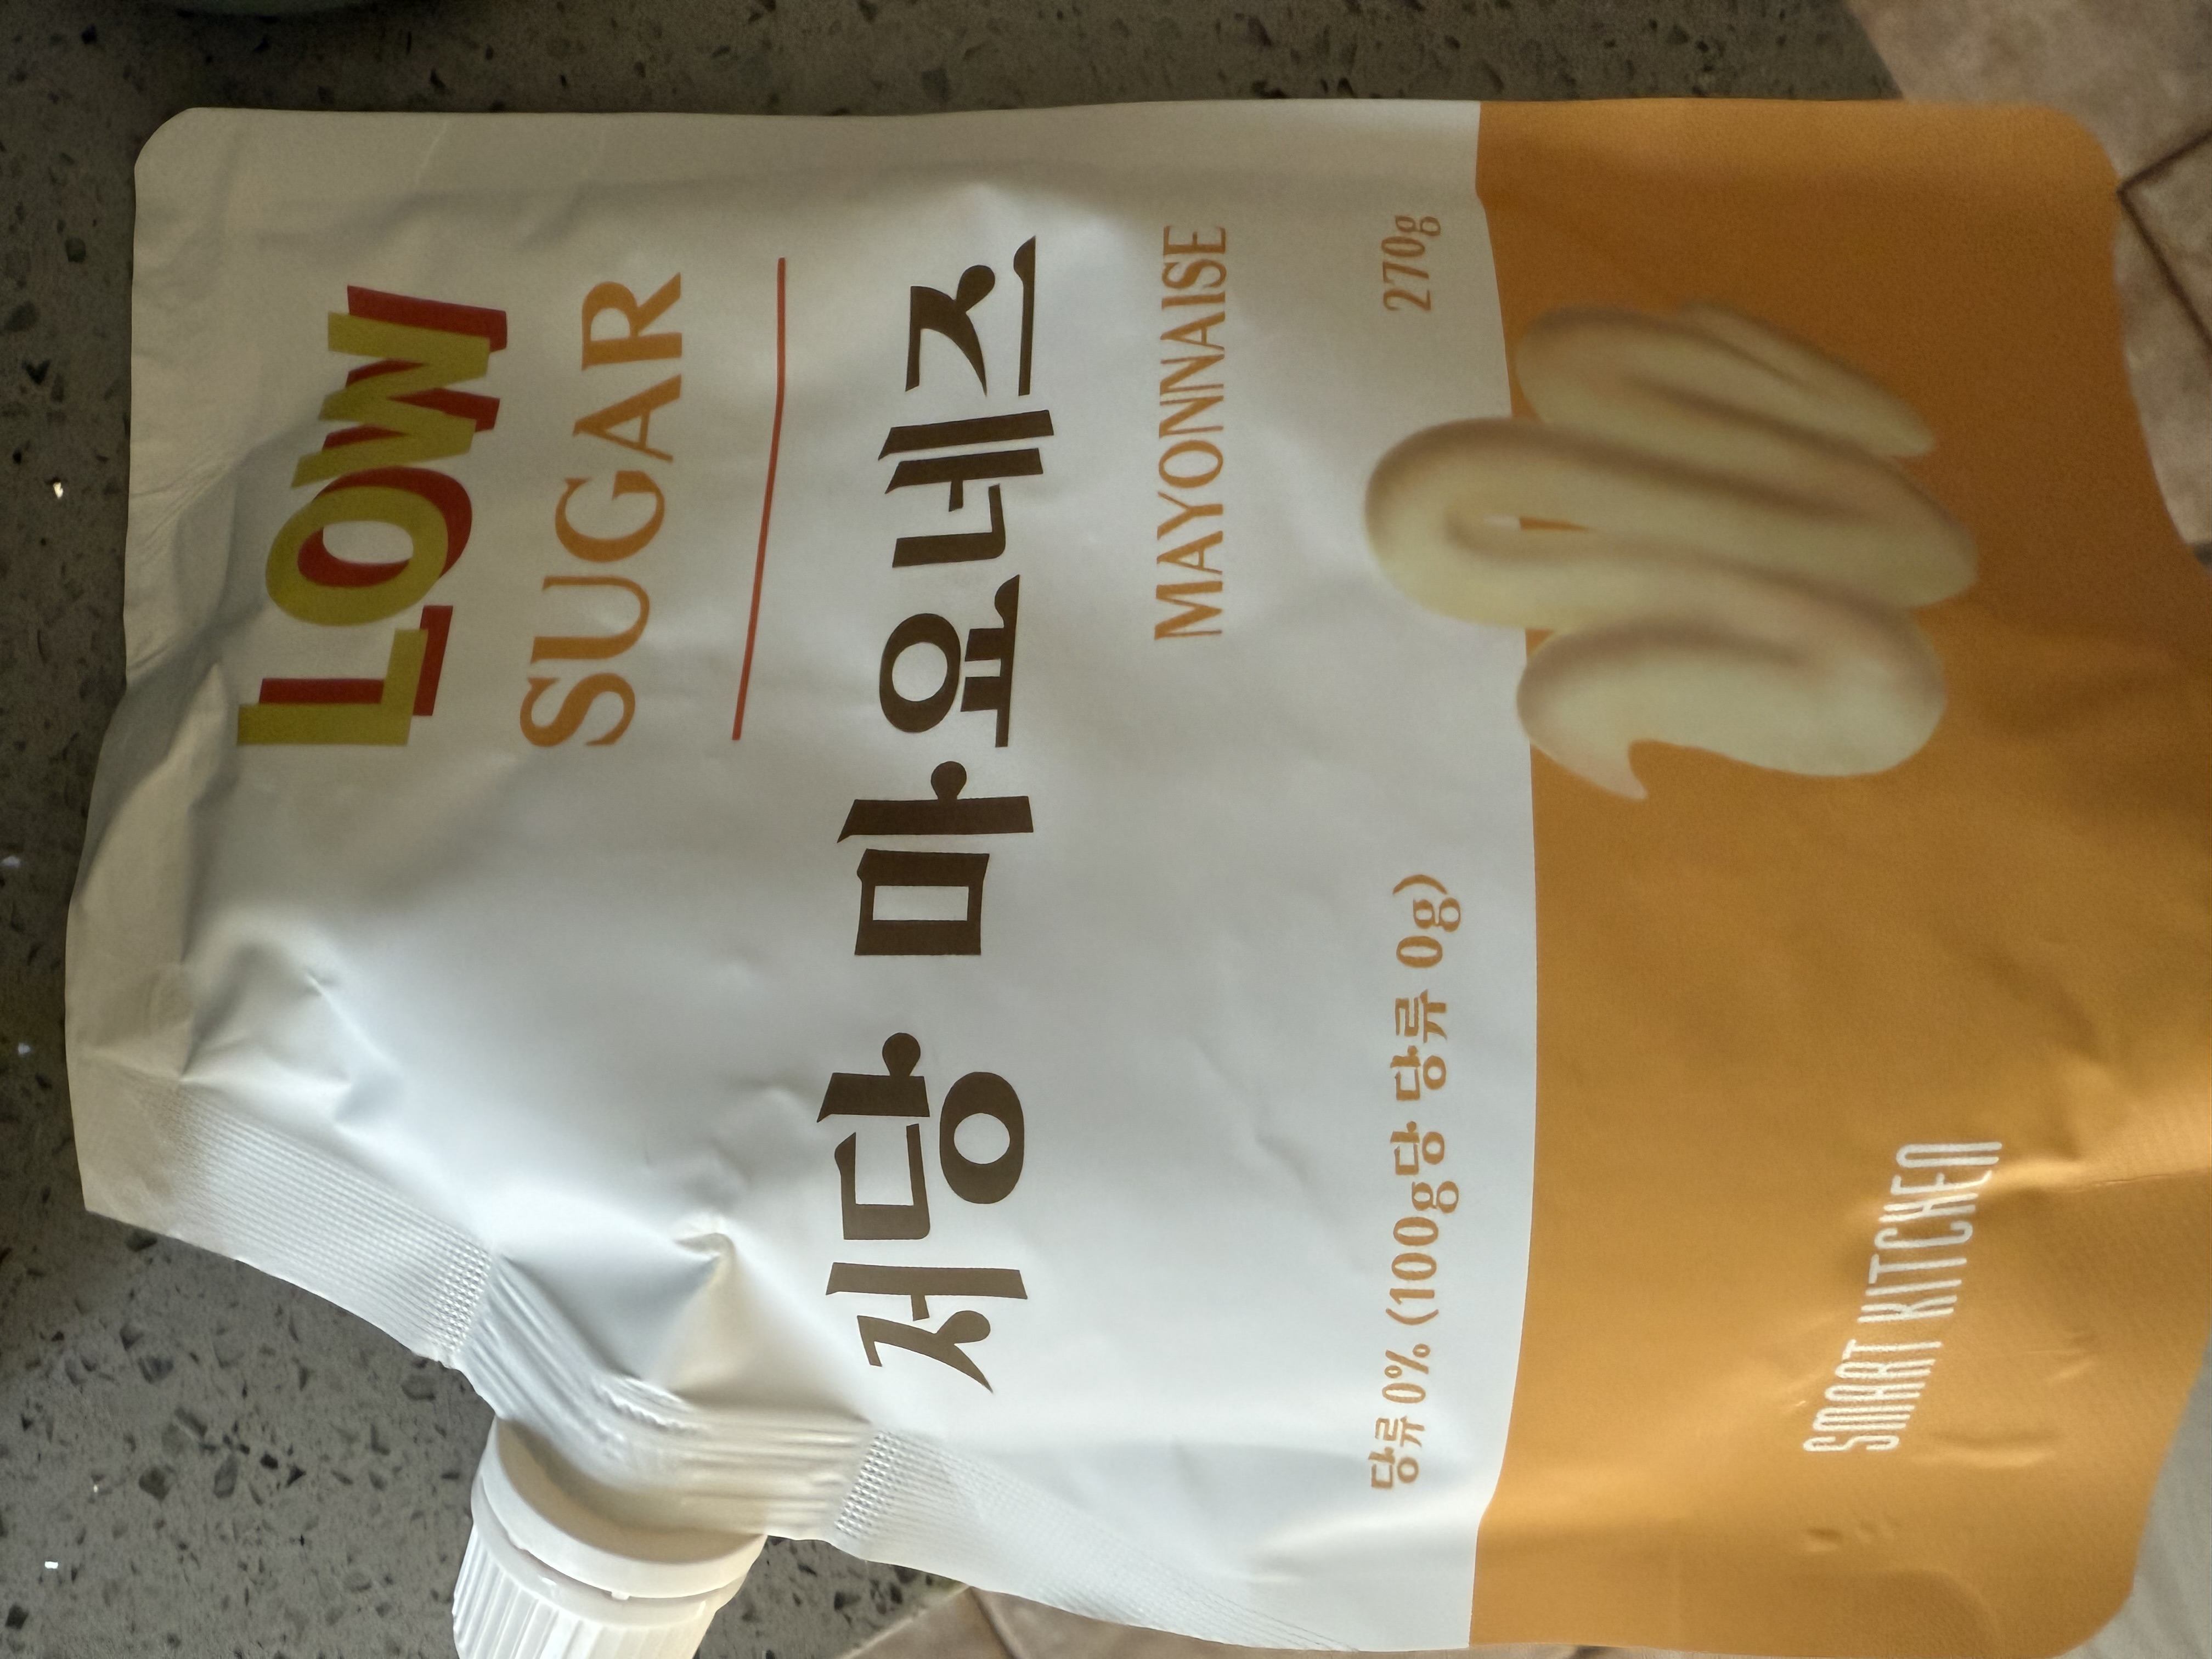 LOW
SUGAR
저당 마요네즈
MAYONNAISE
당류 0% (100g당 당류 0g)
270g
SMART KITCHEN